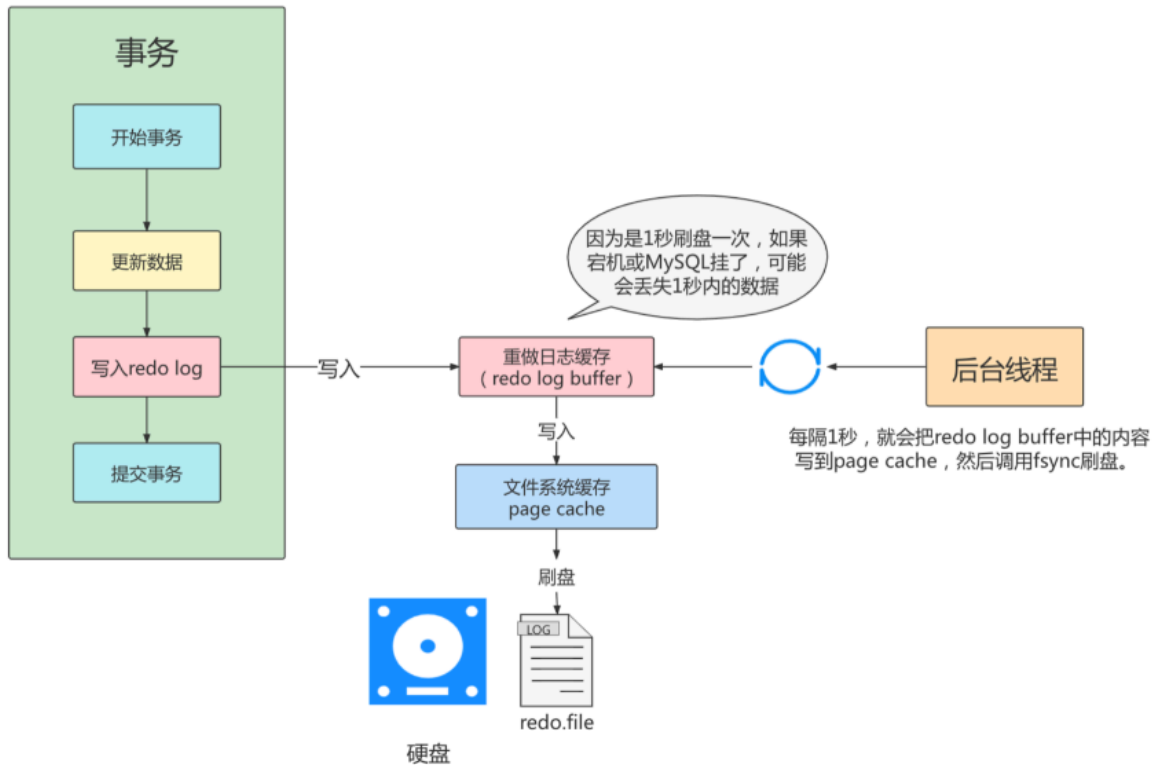 事务
开始事务
更新数据
写入redo log
提交事务
写入
因为是1秒刷盘一次，如果
宕机或MySQL挂了，可能
会丢失1秒内的数据
重做日志缓存
（redo log buffer）
后台线程
每隔1秒，就会把redo log buffer中的内容
写到page cache，然后调用fsync刷盘。
写入
文件系统缓存
page cache
刷盘
LOG
redo.file
硬盘